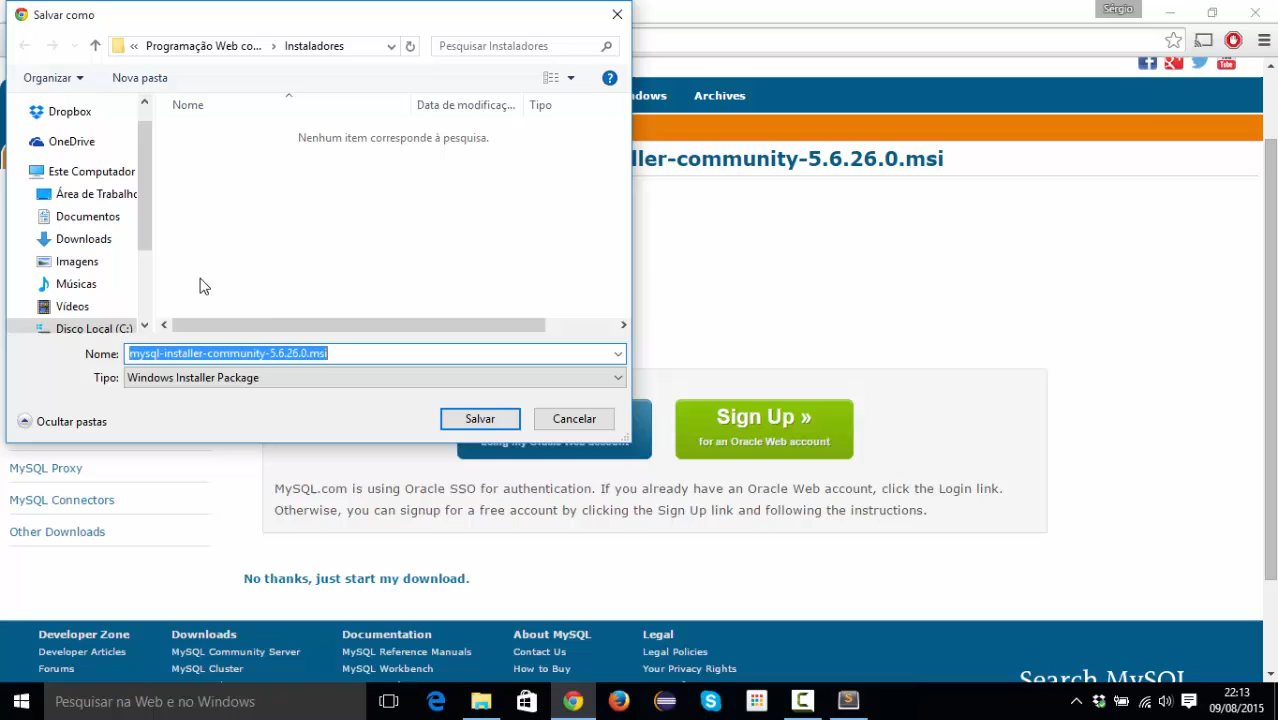 Salvar como
Sérgio
« Programação Web co... › Instaladores
Pesquisar Instaladores
Organizar
Nova pasta
Nome
Data de modificaç...
Tipo
Nenhum item corresponde à pesquisa.
Dropbox
OneDrive
Este Computador
Área de Trabalho
Documentos
Downloads
Imagens
Músicas
Vídeos
Disco Local (C:)
Nome: mysql-installer-community-5.6.26.0.msi
Tipo: Windows Installer Package
Ocultar pastas
Salvar
Cancelar
You Tube
dows
Archives
ller-community-5.6.26.0.msi
Sign Up »
for an Oracle Web account
MySQL.com is using Oracle SSO for authentication. If you already have an Oracle Web account, click the Login link.
Otherwise, you can signup for a free account by clicking the Sign Up link and following the instructions.
MySQL Proxy
MySQL Connectors
Other Downloads
No thanks, just start my download.
Developer Zone
Developer Articles
Forums
Downloads
MySQL Community Server
MySQL Cluster
Documentation
MySQL Reference Manuals
MySQL Workbench
About MySQL
Contact Us
How to Buy
Legal
Legal Policies
Your Privacy Rights
Search MySQL
Pesquisar na Web e no Windows
22:13
09/08/2015